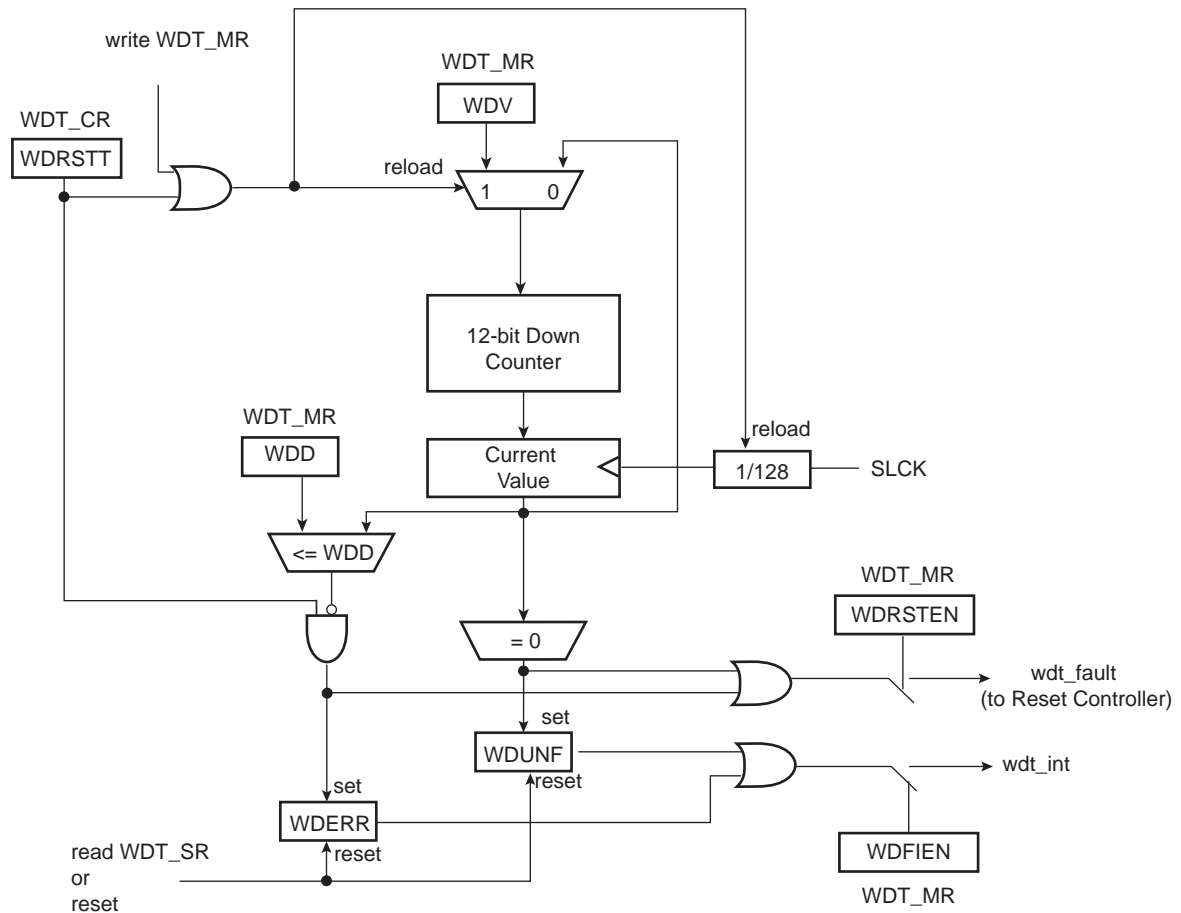 write WDT_MR
WDT_MR
WDV
WDT_CR
WDRSTT
reload
1 0
12-bit Down
Counter
WDT_MR
WDD
reload
Current
Value
1/128
SLCK
<= WDD
WDT_MR
WDRSTEN
= 0
wdt_fault
(to Reset Controller)
set
WDUNF
reset
wdt_int
set
WDERR
reset
WDFIEN
WDT_MR
read WDT_SR
or
reset